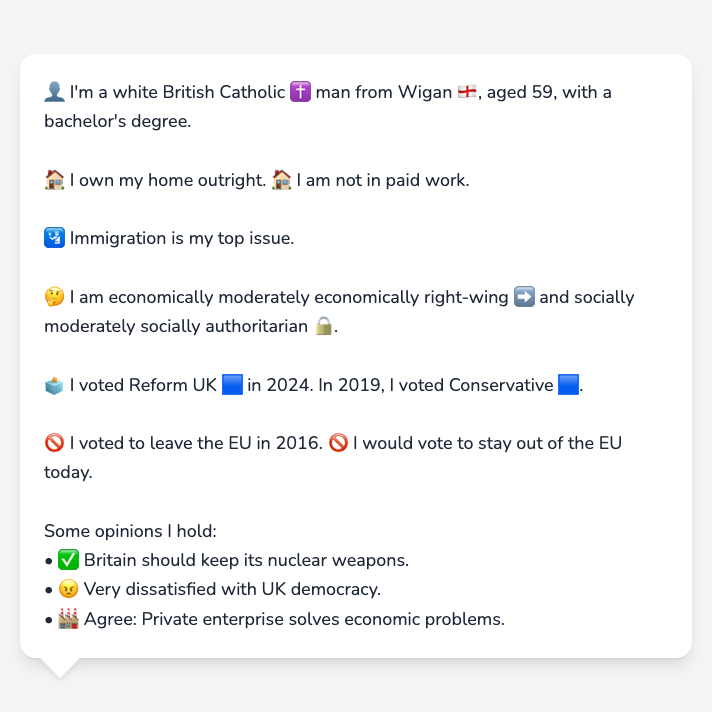 👤 I'm a white British Catholic ✝️ man from Wigan 🏴󠁧󠁢󠁥󠁮󠁧󠁿, aged 59, with a
bachelor's degree.
🏠 I own my home outright. 🏠 I am not in paid work.
🛂 Immigration is my top issue.
🤔 I am economically moderately economically right-wing ➡️ and socially
moderately socially authoritarian 🔒.
🗳️ I voted Reform UK 🟦 in 2024. In 2019, I voted Conservative 🟦.
🚫 I voted to leave the EU in 2016. 🚫 I would vote to stay out of the EU
today.
Some opinions I hold:
• ✅ Britain should keep its nuclear weapons.
• 😠 Very dissatisfied with UK democracy.
• 🏭 Agree: Private enterprise solves economic problems.